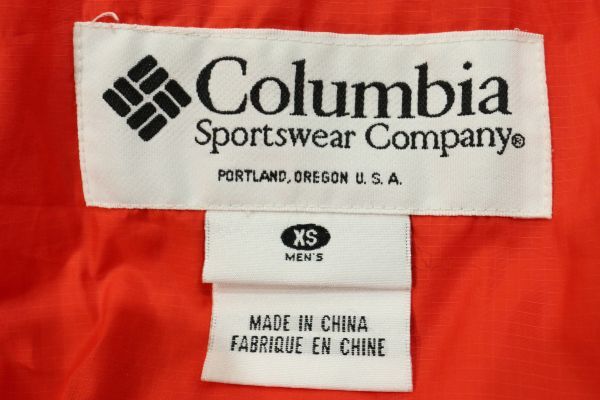 Columbia
Sportswear Company®
PORTLAND, OREGON U.S.A.
XS
MEN'S
MADE IN CHINA
FABRIQUE EN CHINE